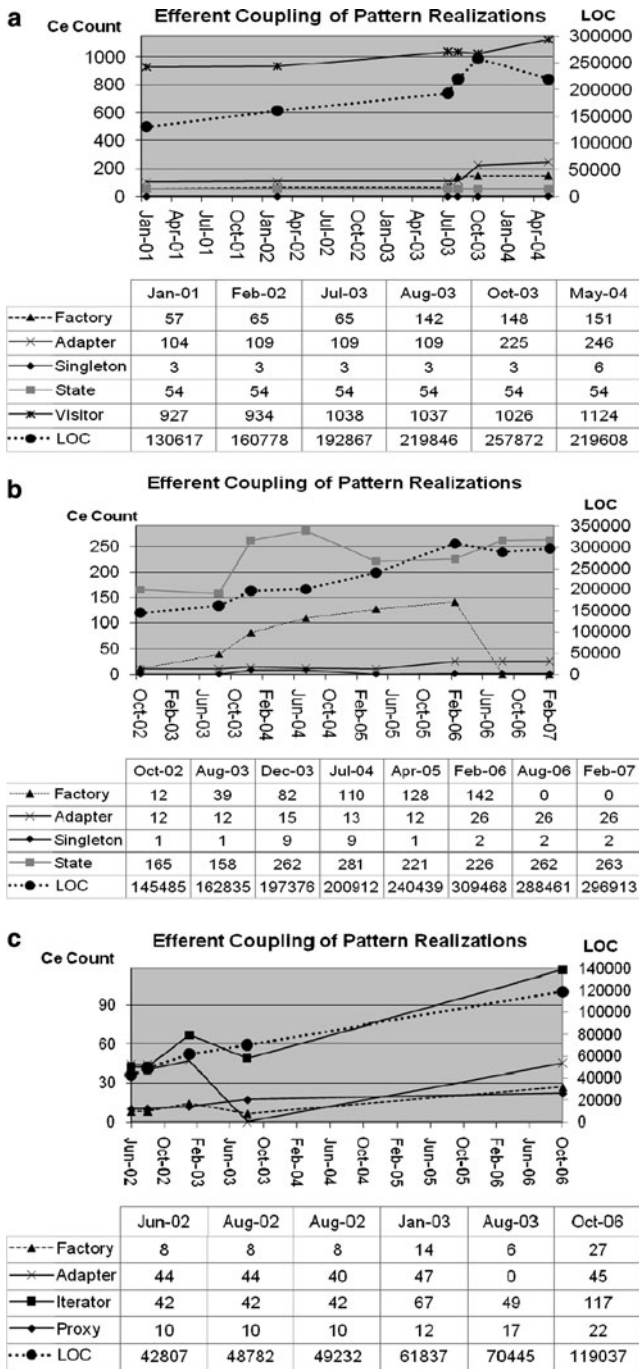 a
Efferent Coupling of Pattern Realizations
Ce Count
LOC
1000
800
600
400
200
0
300000
250000
200000
150000
100000
50000
0
Jan-01
Apr-01
Jul-01
Oct-01
Jan-02
Apr-02
Jul-02
Oct-02
Jan-03
Apr-03
Jul-03
Oct-03
Jan-04
Apr-04
Jan-01 Feb-02 Jul-03 Aug-03 Oct-03 May-04
Factory 57 65 65 142 148 151
Adapter 104 109 109 109 225 246
Singleton 3 3 3 3 3 6
State 54 54 54 54 54 54
Visitor 927 934 1038 1037 1026 1124
LOC 130617 160778 192867 219846 257872 219608
b
Efferent Coupling of Pattern Realizations
Ce Count
LOC
250
200
150
100
50
0
350000
300000
250000
200000
150000
100000
50000
0
Oct-02
Feb-03
Jun-03
Oct-03
Feb-04
Jun-04
Oct-04
Feb-05
Jun-05
Oct-05
Feb-06
Jun-06
Oct-06
Feb-07
Oct-02 Aug-03 Dec-03 Jul-04 Apr-05 Feb-06 Aug-06 Feb-07
Factory 12 39 82 110 128 142 0 0
Adapter 12 12 15 13 12 26 26 26
Singleton 1 1 9 9 1 2 2 2
State 165 158 262 281 221 226 262 263
LOC 145485 162835 197376 200912 240439 309468 288461 296913
c
Efferent Coupling of Pattern Realizations
Ce Count
LOC
90
60
30
0
140000
120000
100000
80000
60000
40000
20000
0
Jun-02
Oct-02
Feb-03
Jun-03
Oct-03
Feb-04
Jun-04
Oct-04
Feb-05
Jun-05
Oct-05
Feb-06
Jun-06
Oct-06
Jun-02 Aug-02 Aug-02 Jan-03 Aug-03 Oct-06
Factory 8 8 8 14 6 27
Adapter 44 44 40 47 0 45
Iterator 42 42 42 67 49 117
Proxy 10 10 10 12 17 22
LOC 42807 48782 49232 61837 70445 119037